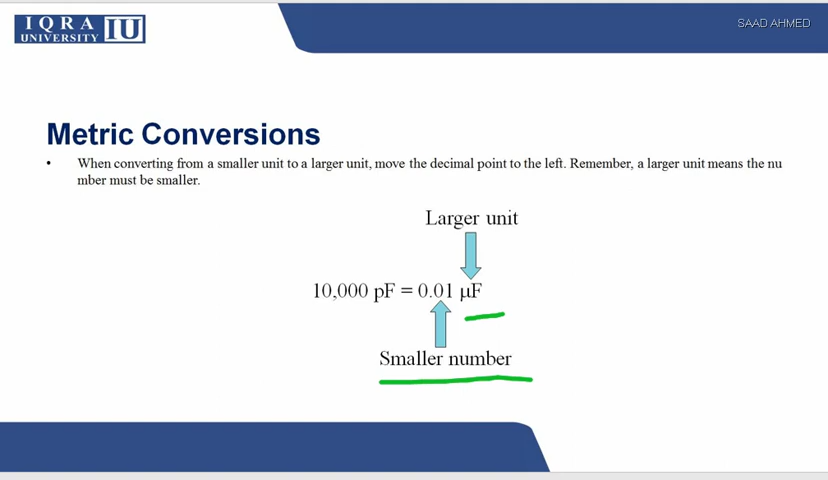 IQRA
UNIVERSITY IU
SAAD AHMED
Metric Conversions
• When converting from a smaller unit to a larger unit, move the decimal point to the left. Remember, a larger unit means the nu
mber must be smaller.
Larger unit
10,000 pF = 0.01 μF
Smaller number